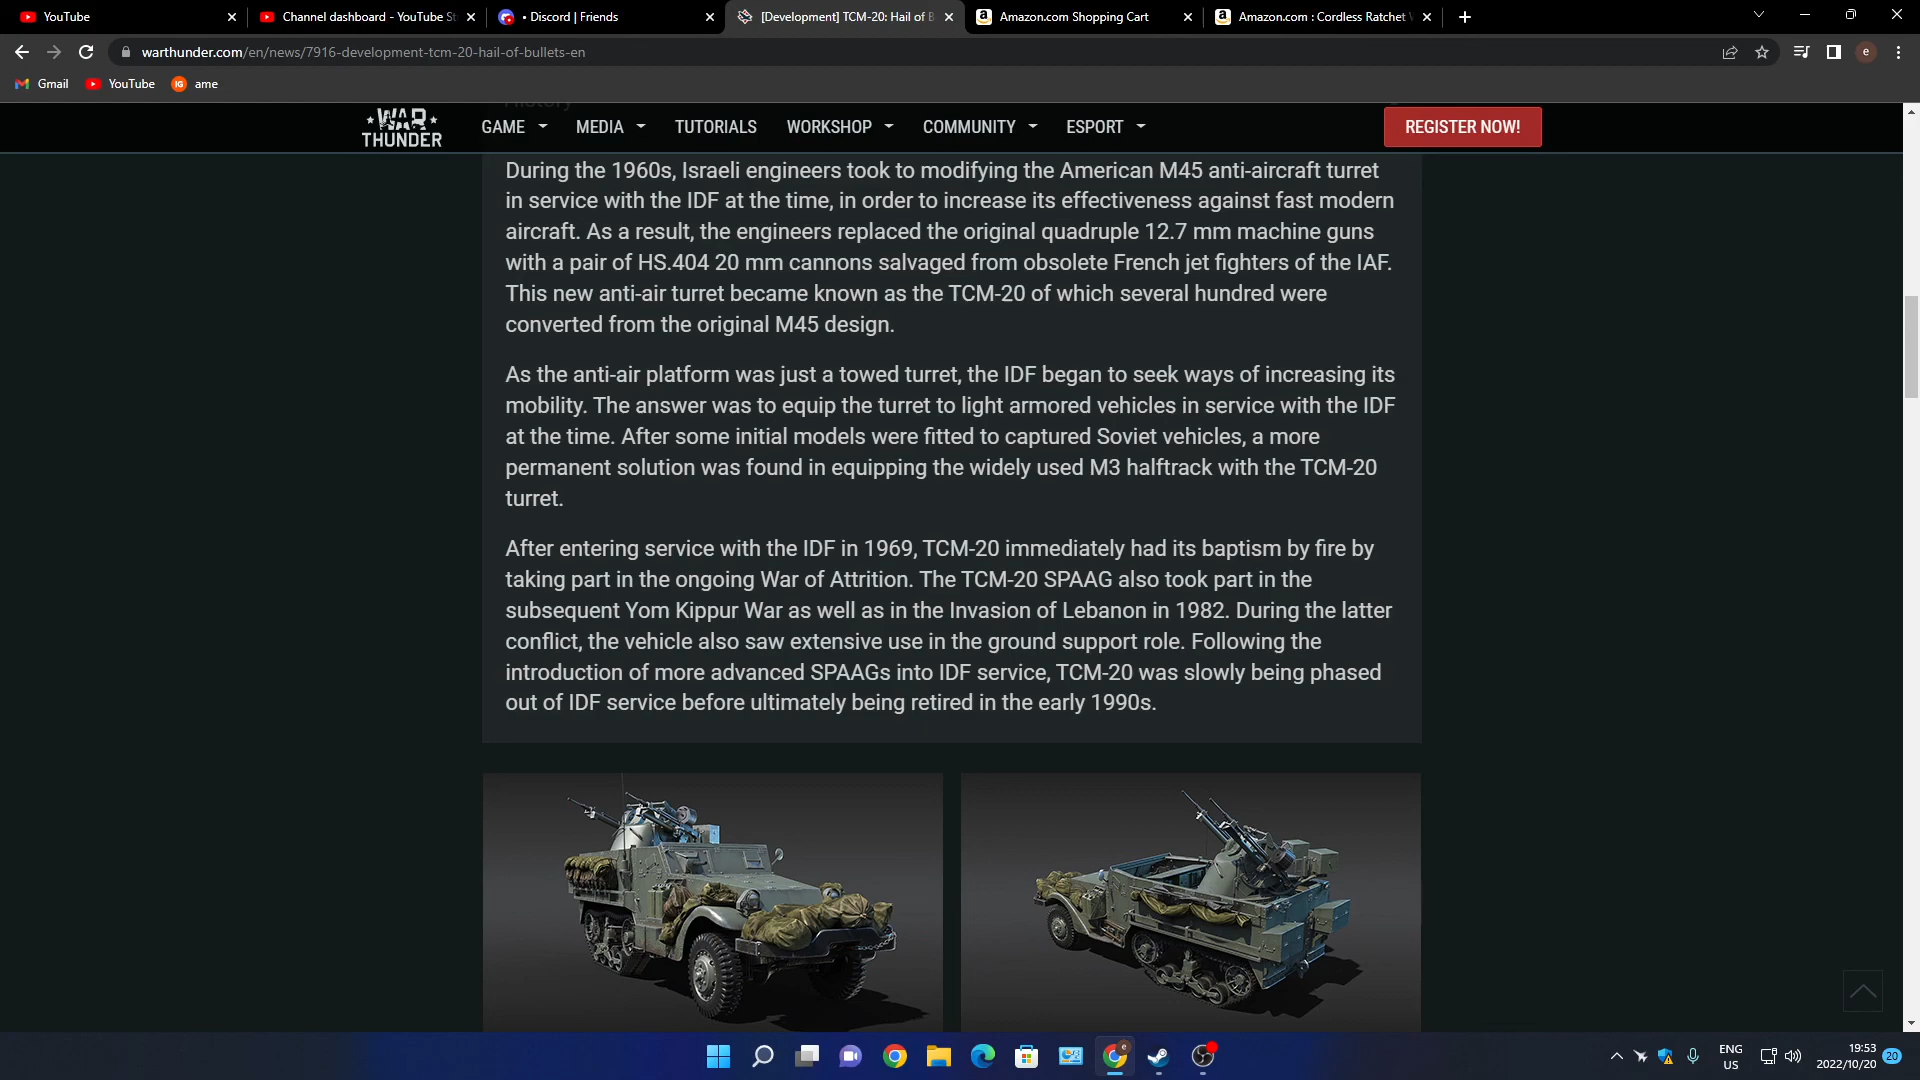 YouTube
Channel dashboard - YouTube St
• Discord | Friends
[Development] TCM-20: Hail of B
Amazon.com Shopping Cart
Amazon.com : Cordless Ratchet
warthunder.com/en/news/7916-development-tcm-20-hail-of-bullets-en
e
Gmail
YouTube
IG
ame
History
WAR
THUNDER
GAME
MEDIA
TUTORIALS
WORKSHOP
COMMUNITY
ESPORT
REGISTER NOW!
During the 1960s, Israeli engineers took to modifying the American M45 anti-aircraft turret
in service with the IDF at the time, in order to increase its effectiveness against fast modern
aircraft. As a result, the engineers replaced the original quadruple 12.7 mm machine guns
with a pair of HS.404 20 mm cannons salvaged from obsolete French jet fighters of the IAF.
This new anti-air turret became known as the TCM-20 of which several hundred were
converted from the original M45 design.
As the anti-air platform was just a towed turret, the IDF began to seek ways of increasing its
mobility. The answer was to equip the turret to light armored vehicles in service with the IDF
at the time. After some initial models were fitted to captured Soviet vehicles, a more
permanent solution was found in equipping the widely used M3 halftrack with the TCM-20
turret.
After entering service with the IDF in 1969, TCM-20 immediately had its baptism by fire by
taking part in the ongoing War of Attrition. The TCM-20 SPAAG also took part in the
subsequent Yom Kippur War as well as in the Invasion of Lebanon in 1982. During the latter
conflict, the vehicle also saw extensive use in the ground support role. Following the
introduction of more advanced SPAAGs into IDF service, TCM-20 was slowly being phased
out of IDF service before ultimately being retired in the early 1990s.
e
ENG
US
19:53
2022/10/20
20